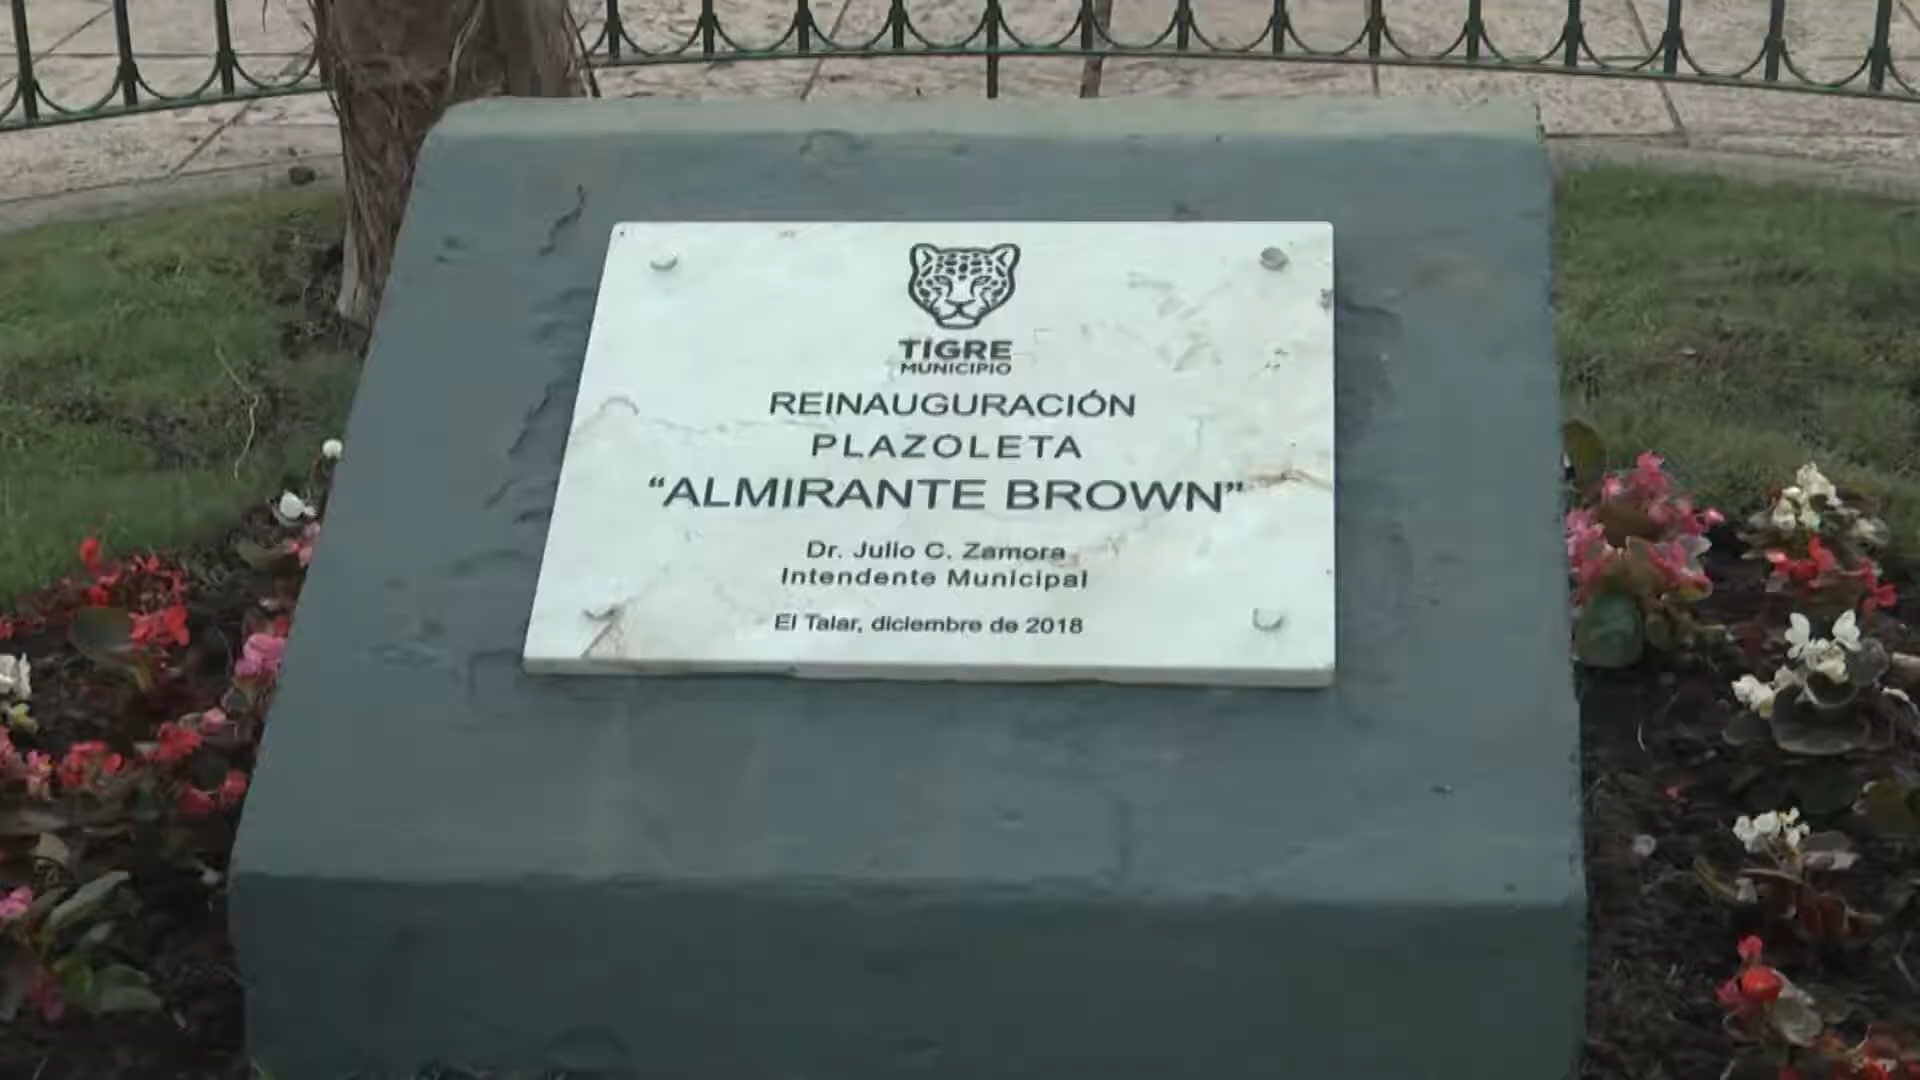 TIGRE
MUNICIPIO
REINAUGURACIÓN
PLAZOLETA
“ALMIRANTE BROWN”
Dr. Julio C. Zamora
Intendente Municipal
El Talar, diciembre de 2018